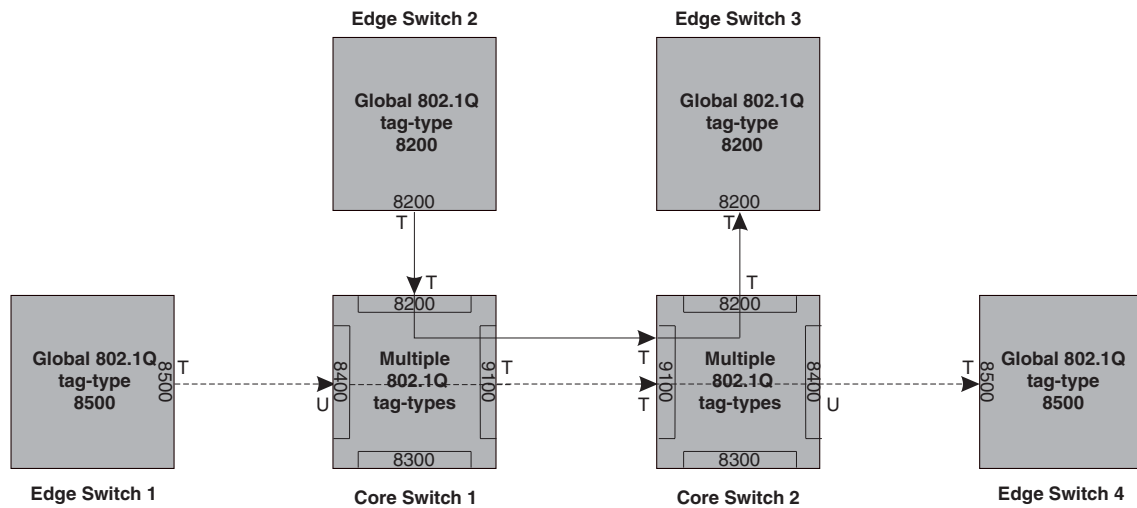 Edge Switch 2
Edge Switch 3
Global 802.1Q
tag-type
8200
8200
T
Global 802.1Q
tag-type
8200
8200
T
T
T
Global 802.1Q
tag-type
8500
8500
T
U
8200
8400
Multiple
802.1Q
tag-types
9100
8300
T
T
T
8200
9100
Multiple
802.1Q
tag-types
8400
8300
U
T
8500
Global 802.1Q
tag-type
8500
Edge Switch 1
Core Switch 1
Core Switch 2
Edge Switch 4